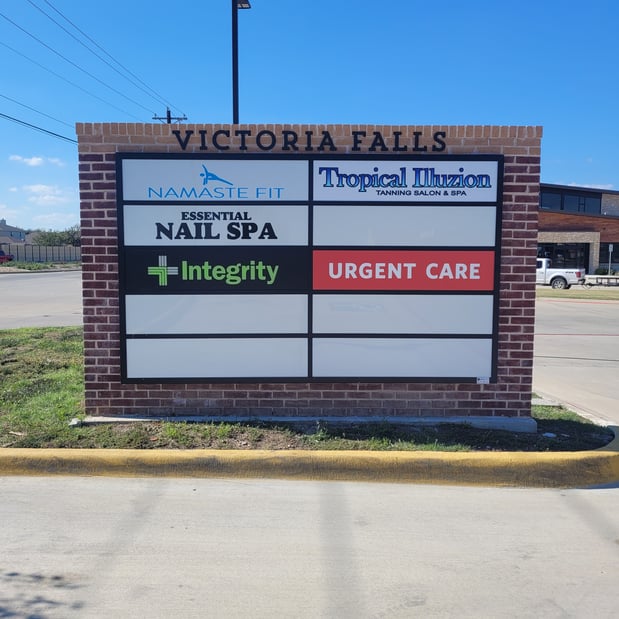 VICTORIA FALLS
NAMASTE FIT
Tropical Illuzion
TANNING SALON & SPA
ESSENTIAL
NAIL SPA
Integrity
URGENT CARE